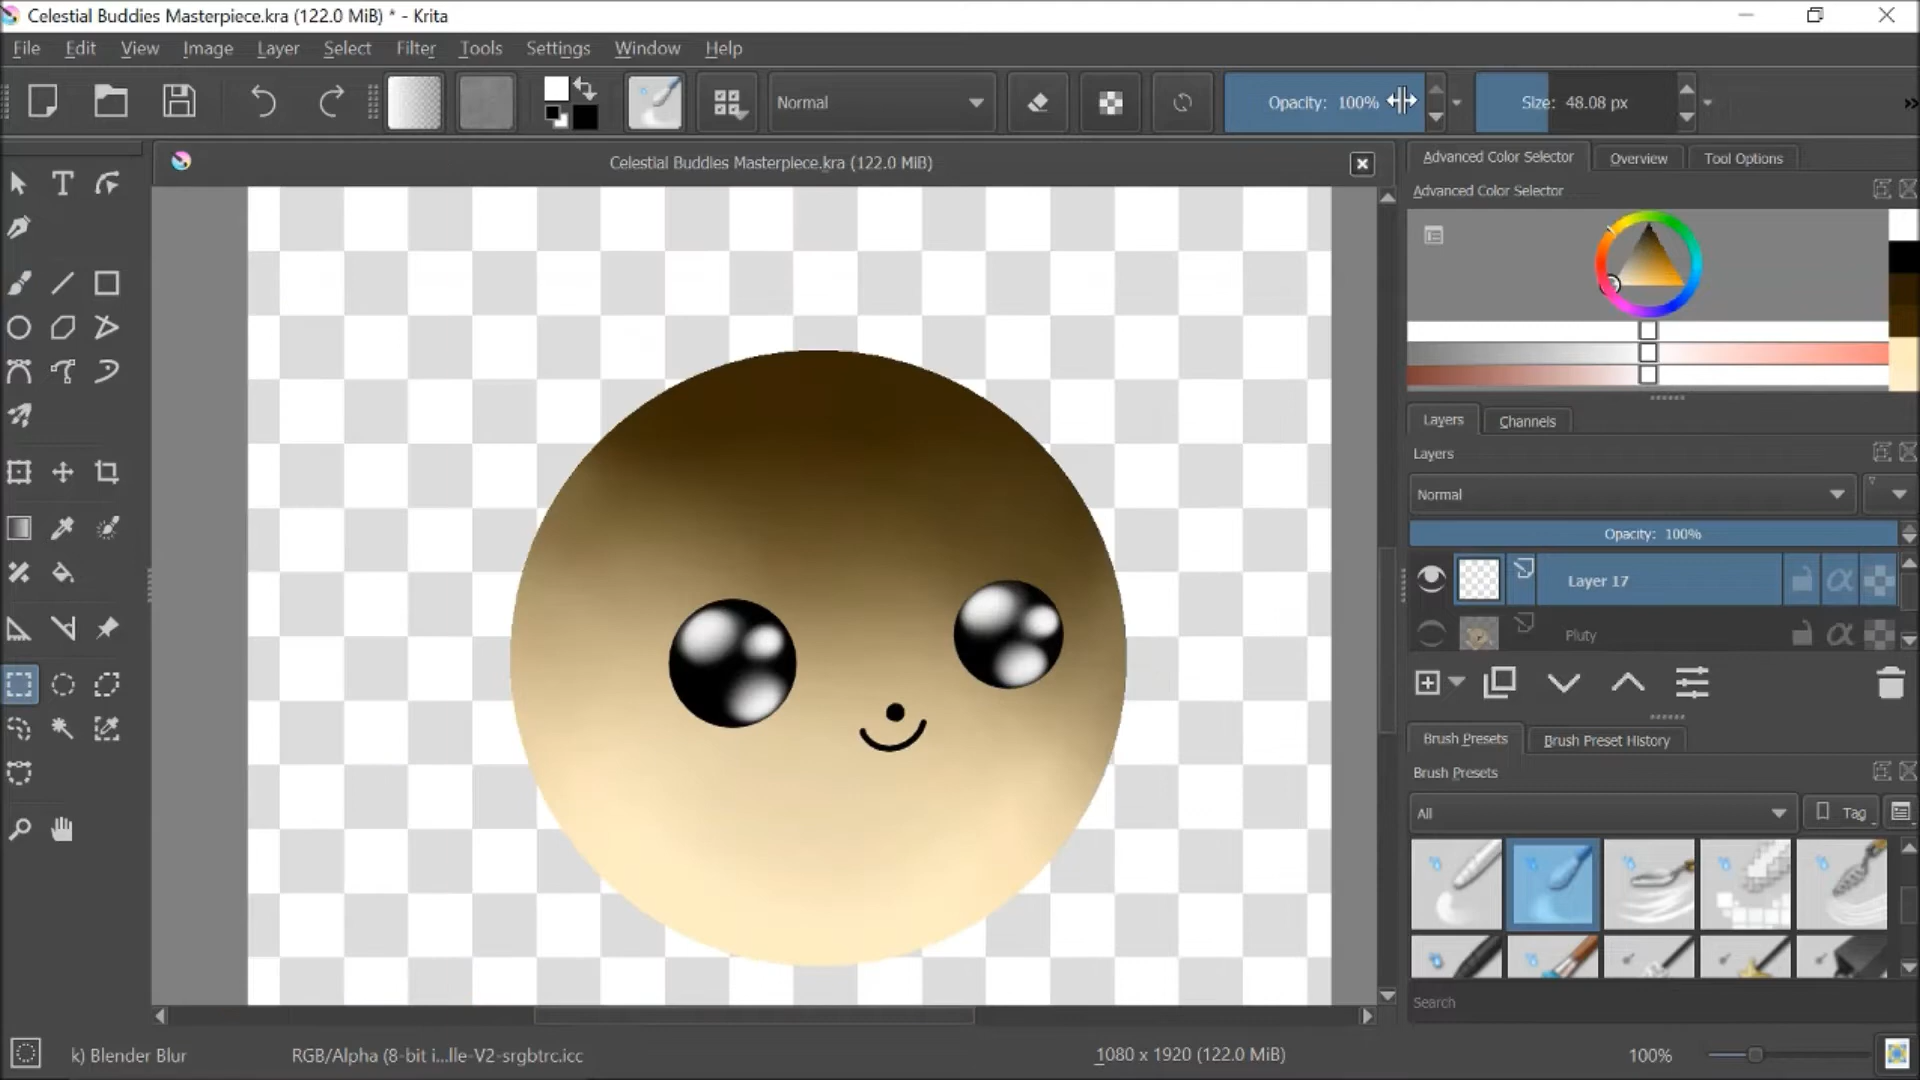 Celestial Buddies Masterpiece.kra (122.0 MiB) * - Krita
File Edit View Image Layer Select Filter Tools Settings Window Help
Normal Opacity: 100% Size: 48.08 px
Celestial Buddies Masterpiece.kra (122.0 MiB)
Advanced Color Selector Overview Tool Options
Advanced Color Selector
Layers Channels
Layers
Normal
Opacity: 100%
Layer 17
Pluty
Brush Presets Brush Preset History
Brush Presets
All Tag
Search
k) Blender Blur RGB/Alpha (8-bit i...lle-V2-srgbtrc.icc 1080 x 1920 (122.0 MiB) 100%